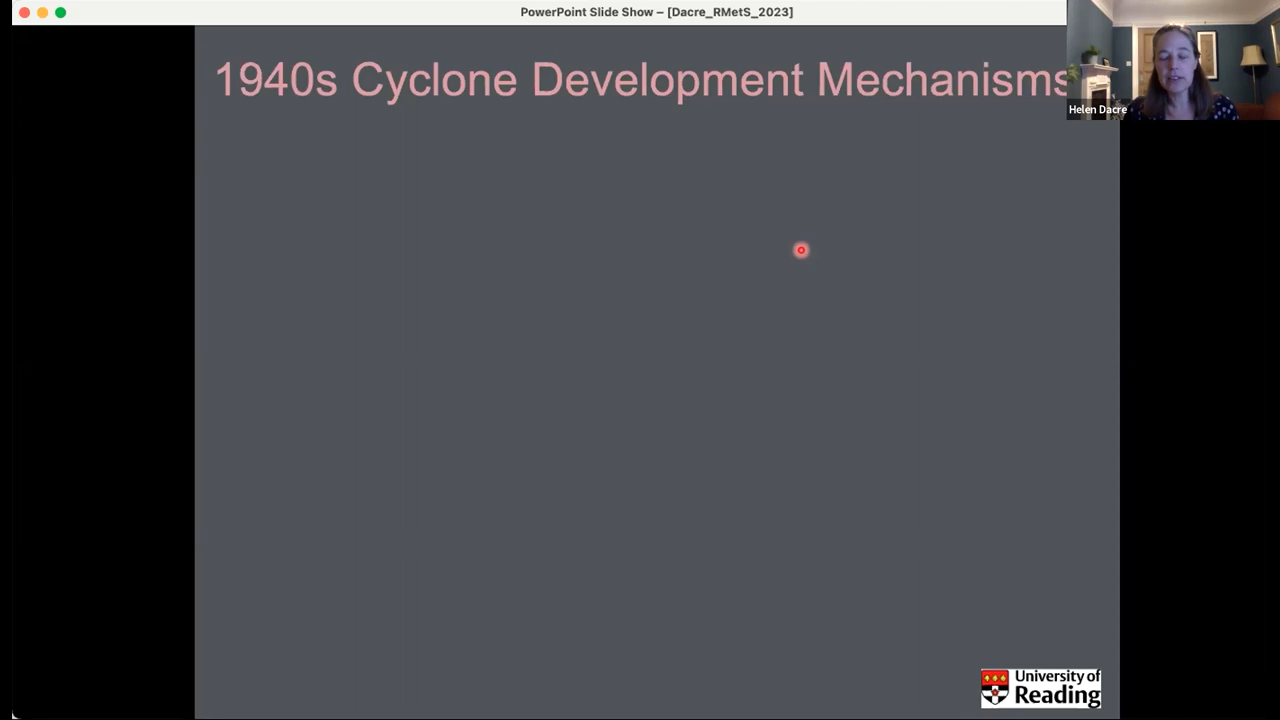 PowerPoint Slide Show – [Dacre_RMetS_2023]
1940s Cyclone Development Mechanisms
Helen Dacre
University of
Reading